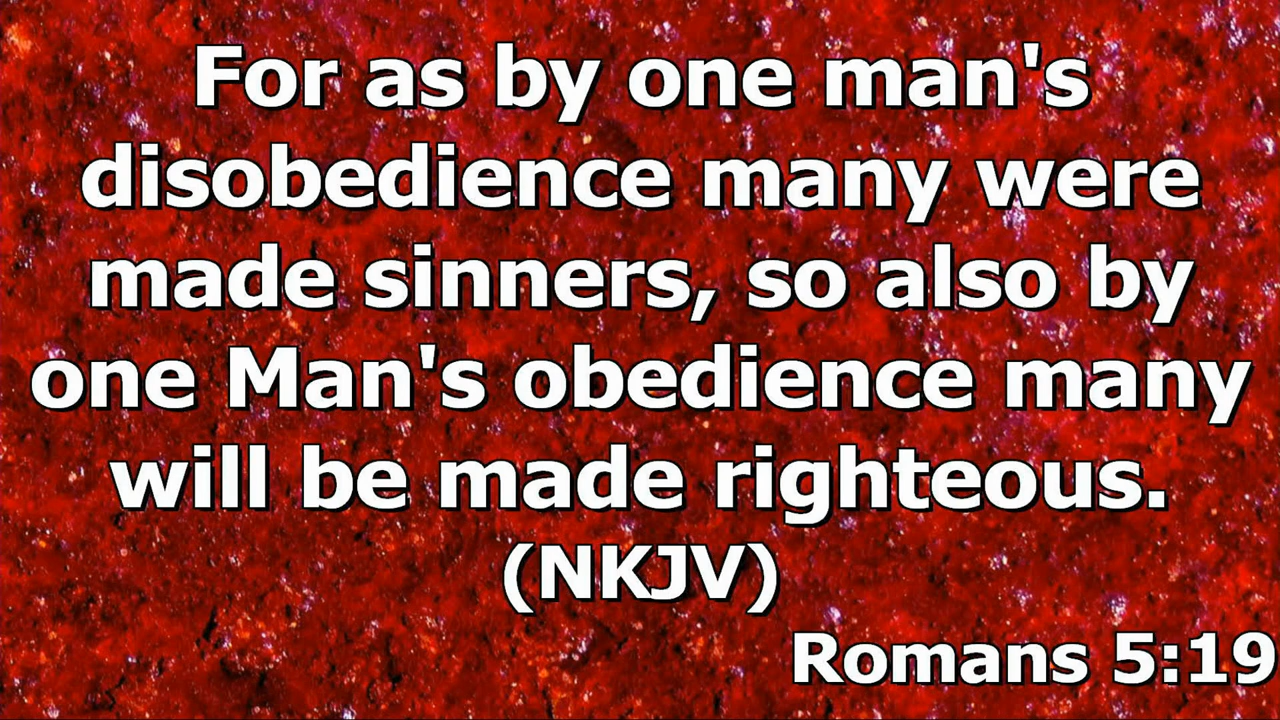 For as by one man's
disobedience many were
made sinners, so also by
one Man's obedience many
will be made righteous.
(NKJV)
Romans 5:19